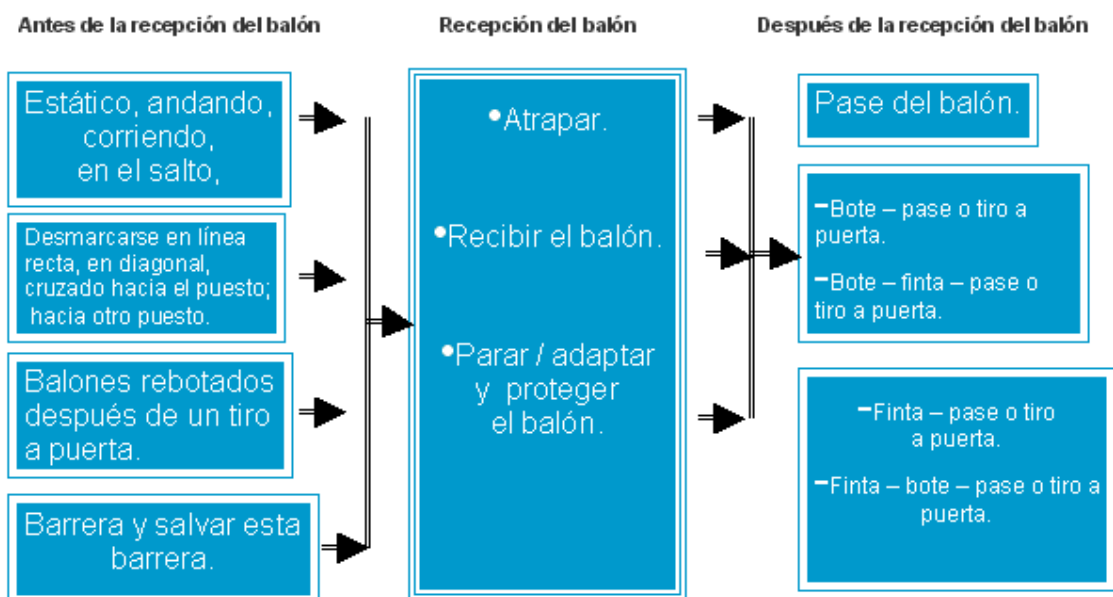 Antes de la recepción del balón
Recepción del balón
Después de la recepción del balón
Estático, andando,
corriendo,
en el salto,
Desmarcarse en línea
recta, en diagonal,
cruzado hacia el puesto;
hacia otro puesto.
Balones rebotados
después de un tiro
a puerta.
Barrera y salvar esta
barrera.
•Atrapar.
•Recibir el balón.
•Parar / adaptar
y proteger
el balón.
Pase del balón.
–Bote – pase o tiro a
puerta.
–Bote – finta – pase o
tiro a puerta.
–Finta – pase o tiro
a puerta.
–Finta – bote – pase o tiro a
puerta.